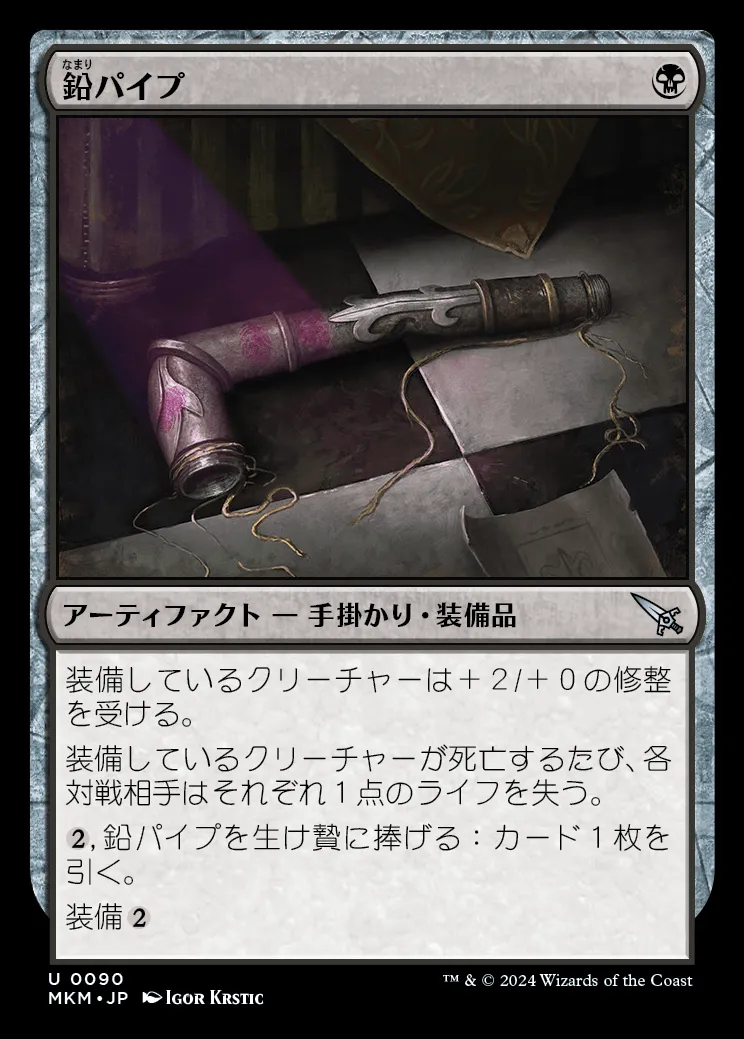 なまり
鉛パイプ
アーティファクト — 手掛かり・装備品
装備しているクリーチャーは+2/+0の修整
を受ける。
装備しているクリーチャーが死亡するたび、各
対戦相手はそれぞれ1点のライフを失う。
2,鉛パイプを生け贄に捧げる:カード1枚を
引く。
装備2
U 0090
MKM • JP Igor Krstic
™ & © 2024 Wizards of the Coast